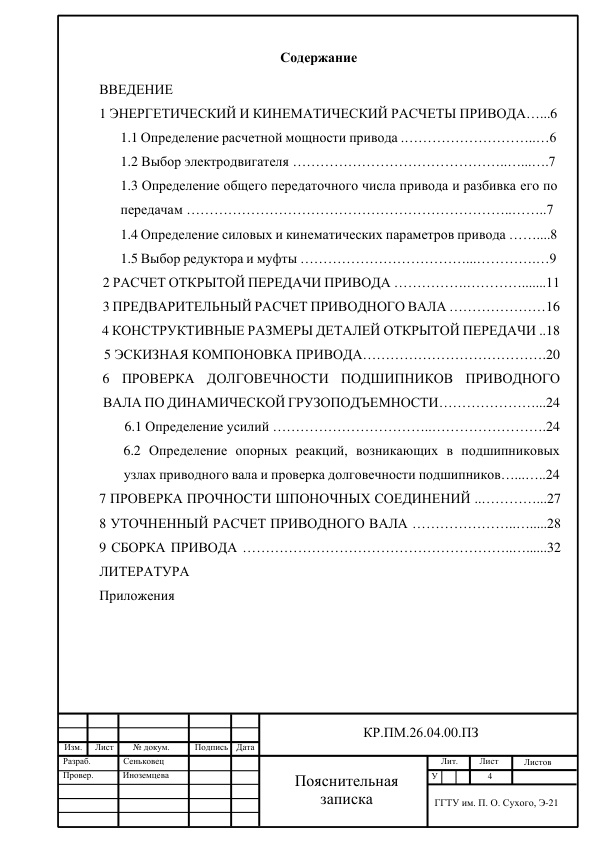 Содержание
ВВЕДЕНИЕ
1 ЭНЕРГЕТИЧЕСКИЙ И КИНЕМАТИЧЕСКИЙ РАСЧЕТЫ ПРИВОДА…...6
1.1 Определение расчетной мощности привода .………………………..…6
1.2 Выбор электродвигателя ……………………………………….…...….7
1.3 Определение общего передаточного числа привода и разбивка его по
передачам ……………………………………………………………..……..7
1.4 Определение силовых и кинематических параметров привода ……....8
1.5 Выбор редуктора и муфты ………………………………...………….…9
2 РАСЧЕТ ОТКРЫТОЙ ПЕРЕДАЧИ ПРИВОДА …………….…………........11
3 ПРЕДВАРИТЕЛЬНЫЙ РАСЧЕТ ПРИВОДНОГО ВАЛА …………………16
4 КОНСТРУКТИВНЫЕ РАЗМЕРЫ ДЕТАЛЕЙ ОТКРЫТОЙ ПЕРЕДАЧИ ..18
5 ЭСКИЗНАЯ КОМПОНОВКА ПРИВОДА………………………………….20
6 ПРОВЕРКА ДОЛГОВЕЧНОСТИ ПОДШИПНИКОВ ПРИВОДНОГО
ВАЛА ПО ДИНАМИЧЕСКОЙ ГРУЗОПОДЪЕМНОСТИ…………………...24
6.1 Определение усилий ……………………………..…………………….24
6.2 Определение опорных реакций, возникающих в подшипниковых
узлах приводного вала и проверка долговечности подшипников…...…..24
7 ПРОВЕРКА ПРОЧНОСТИ ШПОНОЧНЫХ СОЕДИНЕНИЙ ..…………...27
8 УТОЧНЕННЫЙ РАСЧЕТ ПРИВОДНОГО ВАЛА …………………..….....28
9 СБОРКА ПРИВОДА …………………………………………………..…......32
ЛИТЕРАТУРА
Приложения
КР.ПМ.26.04.00.ПЗ
Изм. Лист № докум. Подпись Дата
Разраб. Сеньковец
Провер. Иноземцева
Пояснительная
записка
Лит. Лист Листов
У 4
ГГТУ им. П. О. Сухого, Э-21